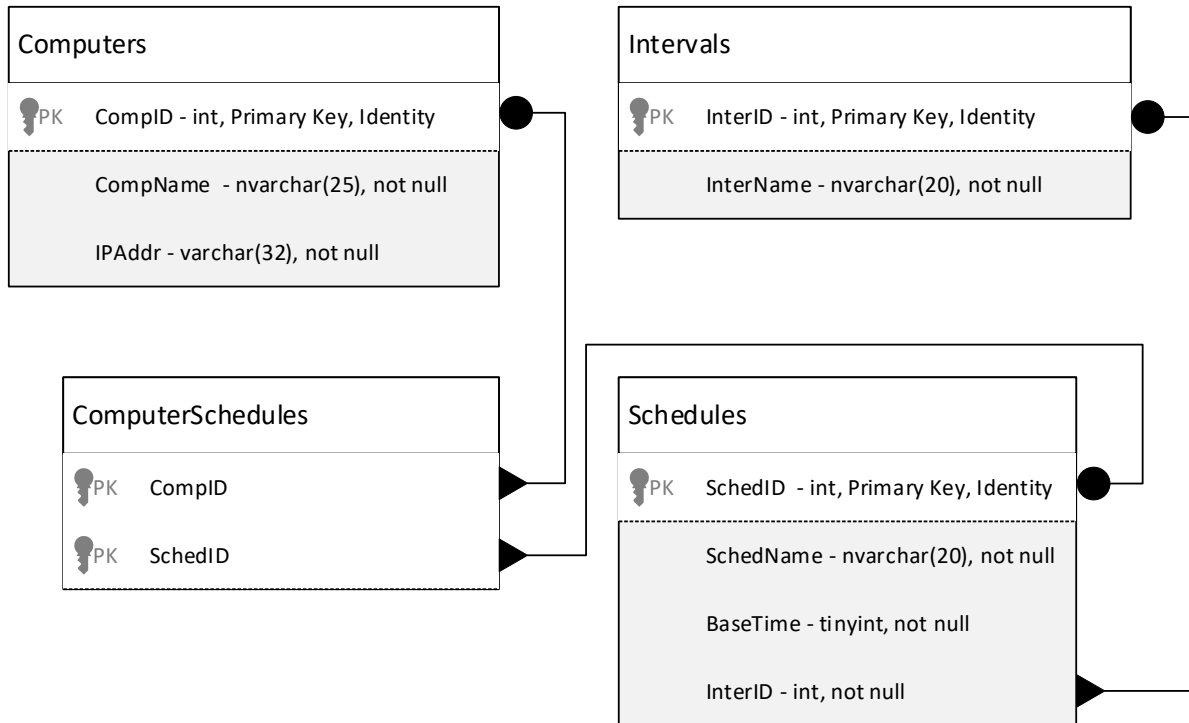 Computers
PK CompID - int, Primary Key, Identity
CompName - nvarchar(25), not null
IPAddr - varchar(32), not null
Intervals
PK InterID - int, Primary Key, Identity
InterName - nvarchar(20), not null
ComputerSchedules
PK CompID
PK SchedID
Schedules
PK SchedID - int, Primary Key, Identity
SchedName - nvarchar(20), not null
BaseTime - tinyint, not null
InterID - int, not null